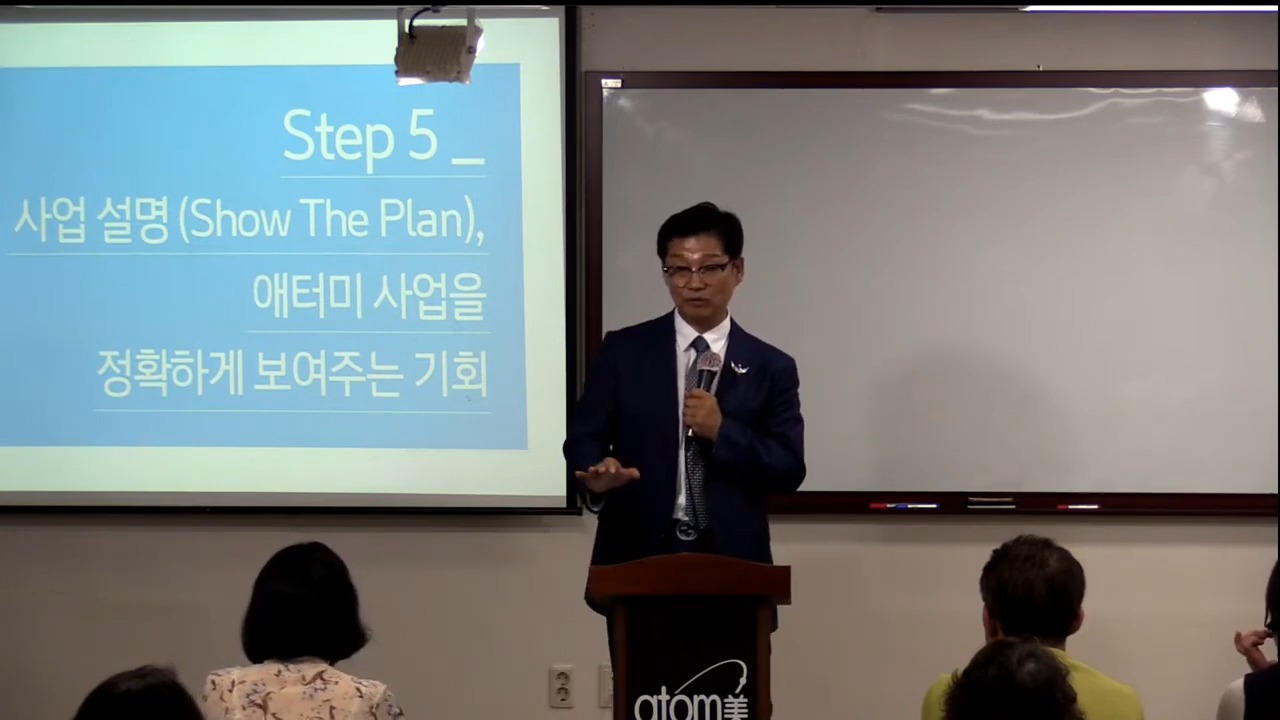 Step 5 _
사업 설명 (Show The Plan),
애터미 사업을
정확하게 보여주는 기회
atom美